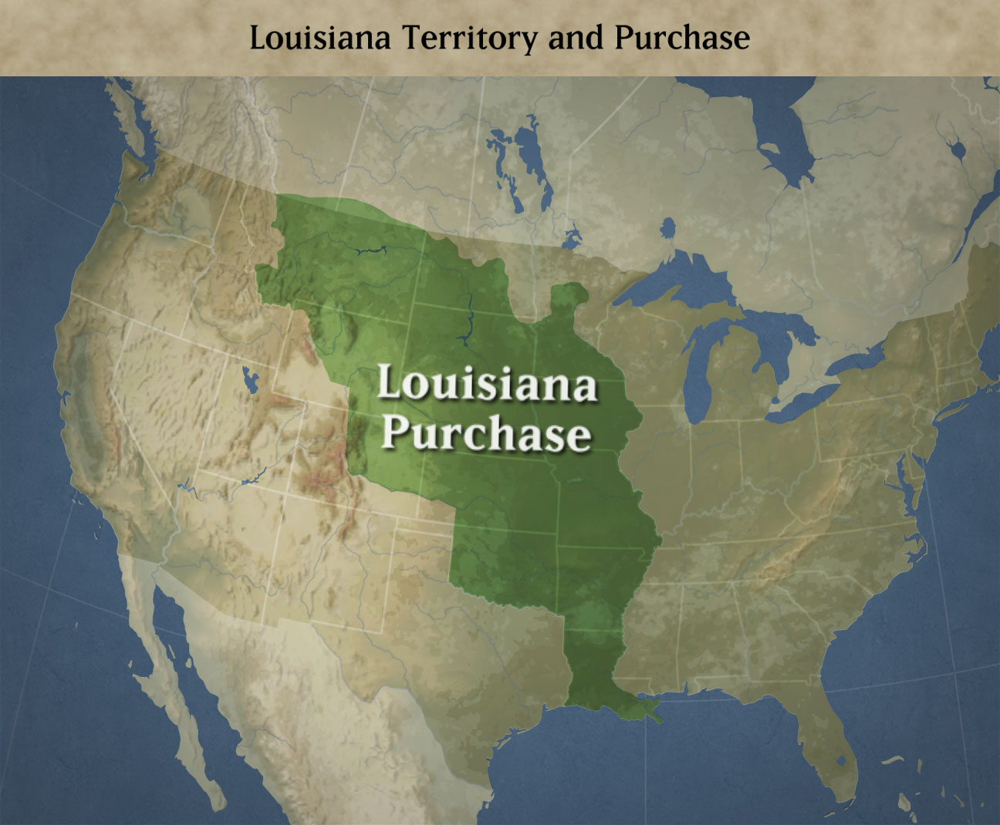 Louisiana Territory and Purchase
Louisiana
Purchase